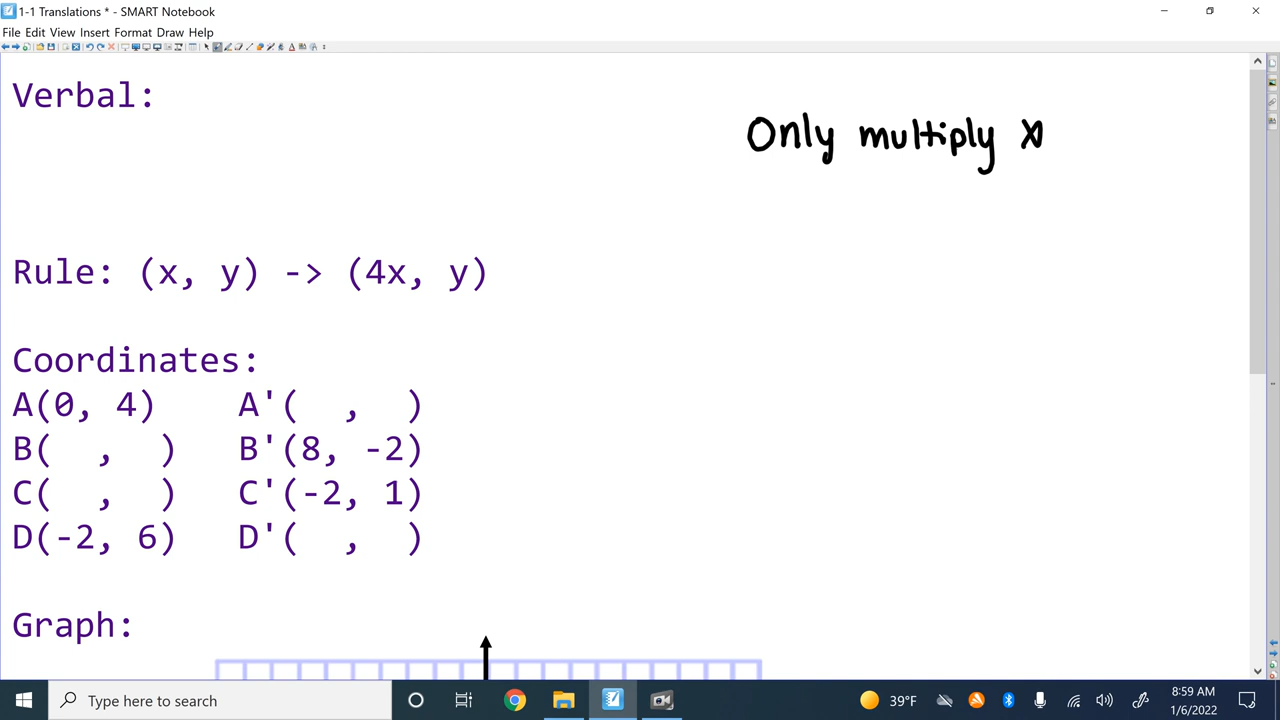 1-1 Translations * - SMART Notebook
File Edit View Insert Format Draw Help
Verbal:
Only multiply x
Rule: (x, y) -> (4x, y)
Coordinates:
A(0, 4) A'( , )
B( , ) B'(8, -2)
C( , ) C'(-2, 1)
D(-2, 6) D'( , )
Graph:
Type here to search
39°F
8:59 AM
1/6/2022